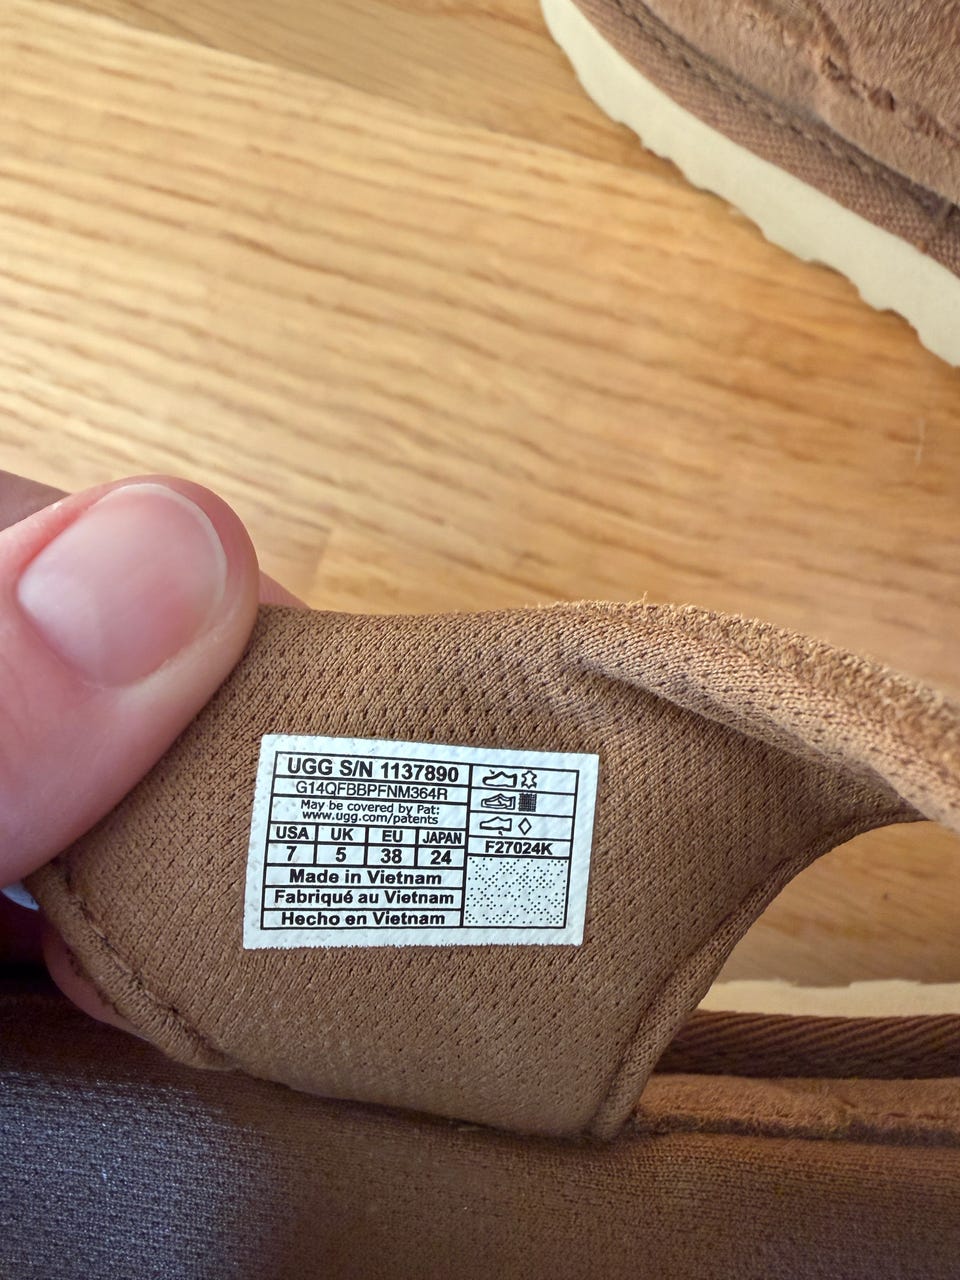 UGG S/N 1137890
G14QFBBPFNM364R
May be covered by Pat:
www.ugg.com/patents
USA UK EU JAPAN
7 5 38 24
Made in Vietnam
Fabriqué au Vietnam
Hecho en Vietnam
F27024K